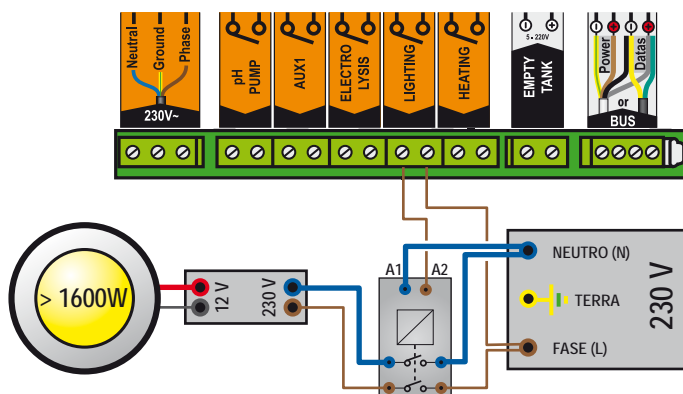 Neutral
Ground
Phase
230V~
pH
PUMP
AUX1
ELECTRO
LYSIS
LIGHTING
HEATING
5 - 220V
EMPTY
TANK
Power
Datas
or
BUS
> 1600W
12 V
230 V
A1 A2
NEUTRO (N)
TERRA
FASE (L)
230 V